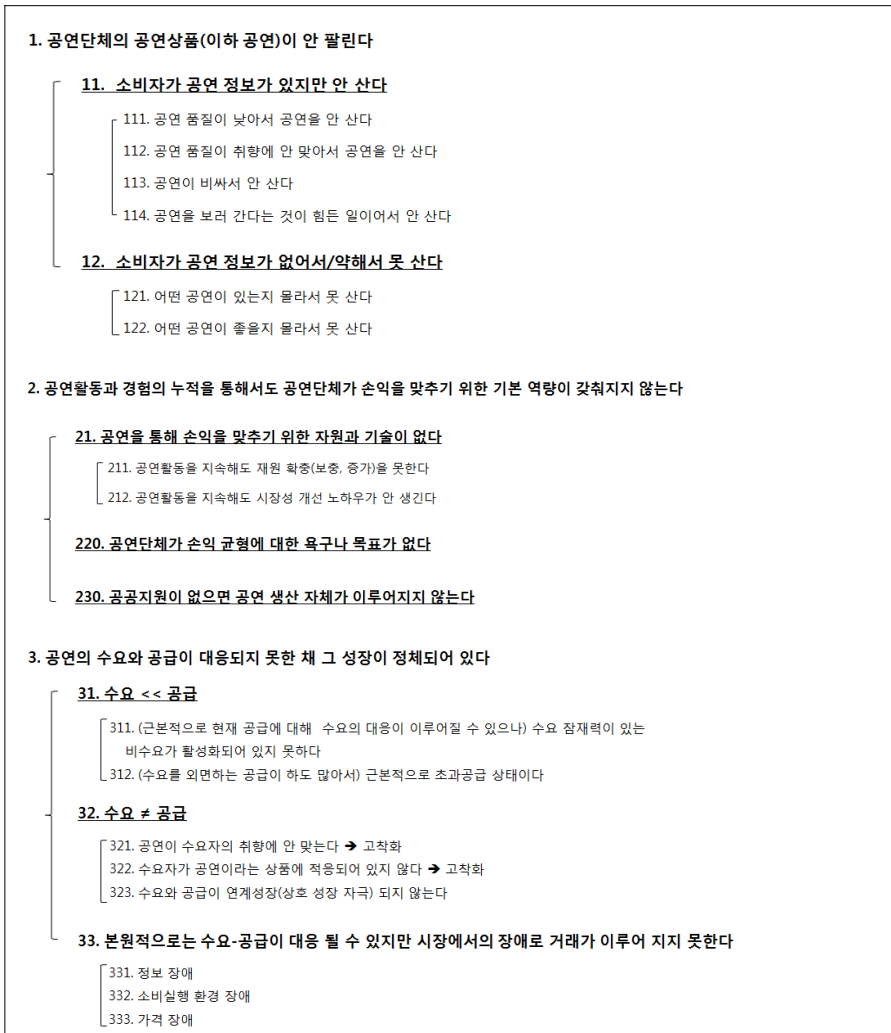 1. 공연단체의 공연상품(이하 공연)이 안 팔린다
11. 소비자가 공연 정보가 있지만 안 산다
111. 공연 품질이 낮아서 공연을 안 산다
112. 공연 품질이 취향에 안 맞아서 공연을 안 산다
113. 공연이 비싸서 안 산다
114. 공연을 보러 간다는 것이 힘든 일이어서 안 산다
12. 소비자가 공연 정보가 없어서/약해서 못 산다
121. 어떤 공연이 있는지 몰라서 못 산다
122. 어떤 공연이 좋을지 몰라서 못 산다
2. 공연활동과 경험의 누적을 통해서도 공연단체가 손익을 맞추기 위한 기본 역량이 갖춰지지 않는다
21. 공연을 통해 손익을 맞추기 위한 자원과 기술이 없다
211. 공연활동을 지속해도 재원 확충(보충, 증가)을 못한다
212. 공연활동을 지속해도 시장성 개선 노하우가 안 생긴다
220. 공연단체가 손익 균형에 대한 욕구나 목표가 없다
230. 공공지원이 없으면 공연 생산 자체가 이루어지지 않는다
3. 공연의 수요와 공급이 대응되지 못한 채 그 성장이 정체되어 있다
31. 수요 << 공급
311. (근본적으로 현재 공급에 대해 수요의 대응이 이루어질 수 있으나) 수요 잠재력이 있는
비수요가 활성화되어 있지 못하다
312. (수요를 외면하는 공급이 하도 많아서) 근본적으로 초과공급 상태이다
32. 수요 ≠ 공급
321. 공연이 수요자의 취향에 안 맞는다 ➔ 고착화
322. 수요자가 공연이라는 상품에 적응되어 있지 않다 ➔ 고착화
323. 수요와 공급이 연계성장(상호 성장 자극) 되지 않는다
33. 본원적으로는 수요-공급이 대응 될 수 있지만 시장에서의 장애로 거래가 이루어 지지 못한다
331. 정보 장애
332. 소비실행 환경 장애
333. 가격 장애